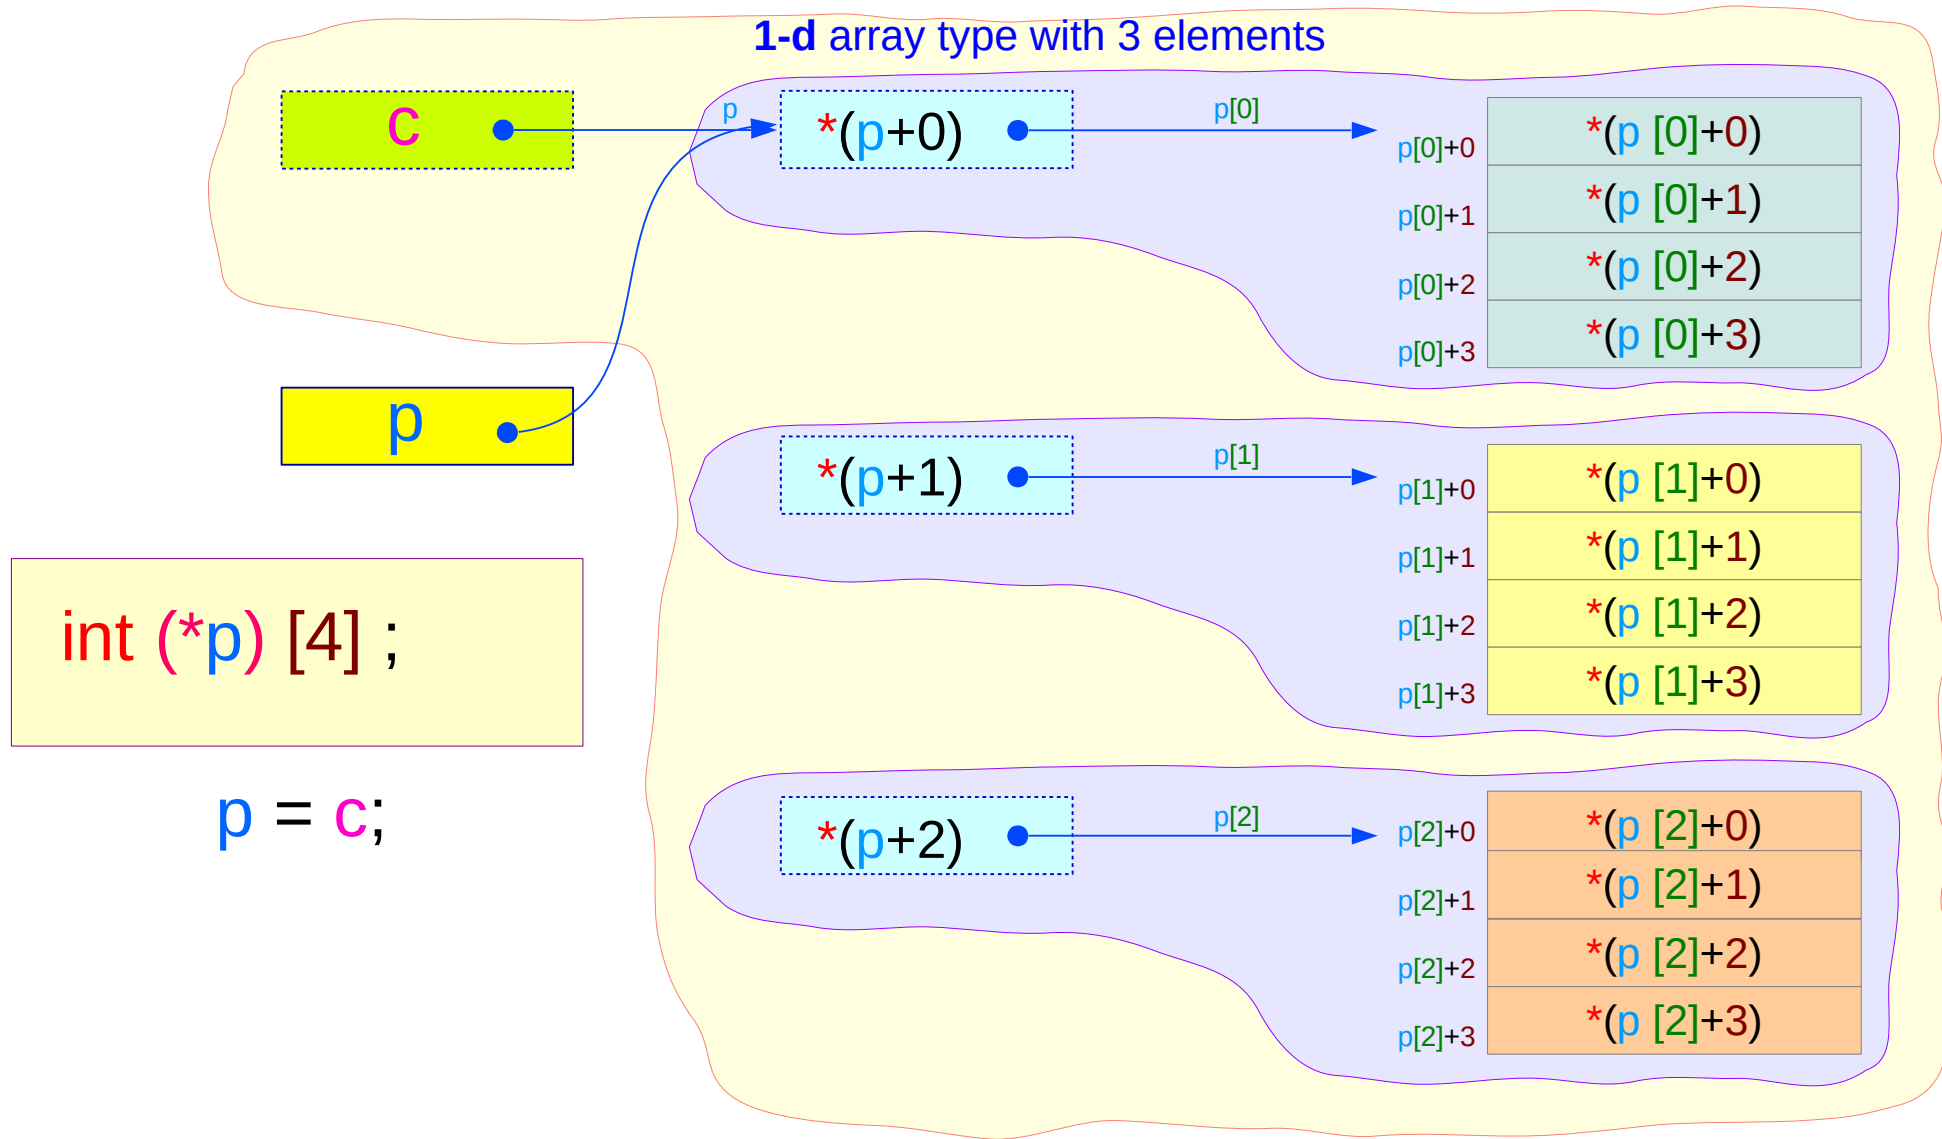 1-d array type with 3 elements
c
p
*(p+0)
p[0]
p[0]+0
*(p [0]+0)
p[0]+1
*(p [0]+1)
p[0]+2
*(p [0]+2)
p[0]+3
*(p [0]+3)
p
*(p+1)
p[1]
p[1]+0
*(p [1]+0)
p[1]+1
*(p [1]+1)
p[1]+2
*(p [1]+2)
p[1]+3
*(p [1]+3)
int (*p) [4] ;
p = c;
*(p+2)
p[2]
p[2]+0
*(p [2]+0)
p[2]+1
*(p [2]+1)
p[2]+2
*(p [2]+2)
p[2]+3
*(p [2]+3)